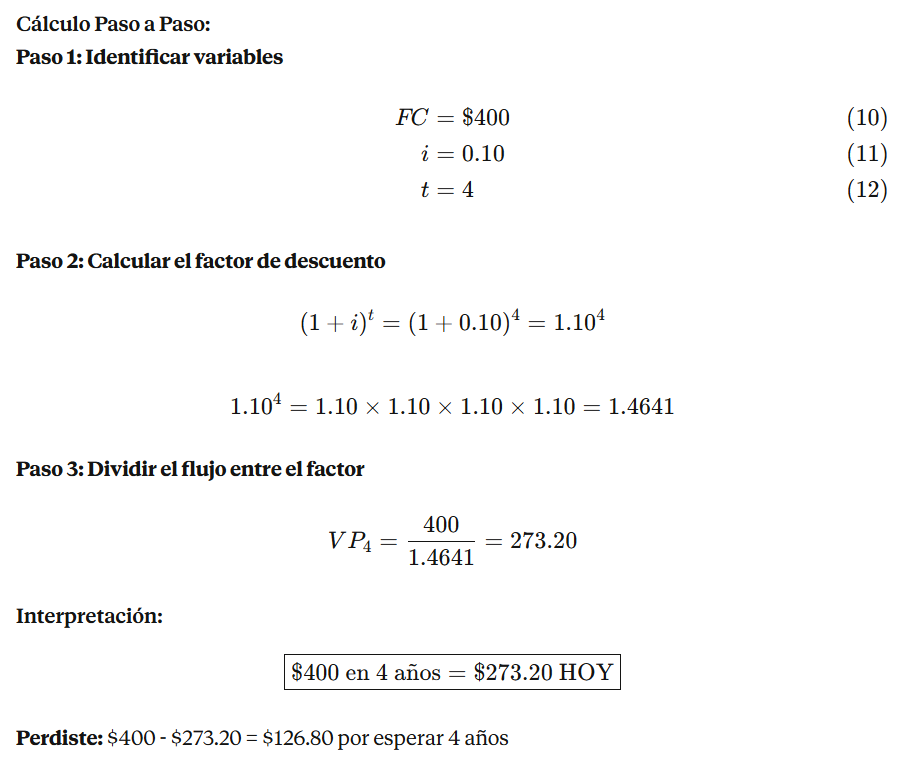 Cálculo Paso a Paso:
Paso 1: Identificar variables
FC = $400 (10)
i = 0.10 (11)
t = 4 (12)
Paso 2: Calcular el factor de descuento
(1 + i)^t = (1 + 0.10)^4 = 1.10^4
1.10^4 = 1.10 × 1.10 × 1.10 × 1.10 = 1.4641
Paso 3: Dividir el flujo entre el factor
VP_4 = 400 / 1.4641 = 273.20
Interpretación:
$400 en 4 años = $273.20 HOY
Perdiste: $400 - $273.20 = $126.80 por esperar 4 años